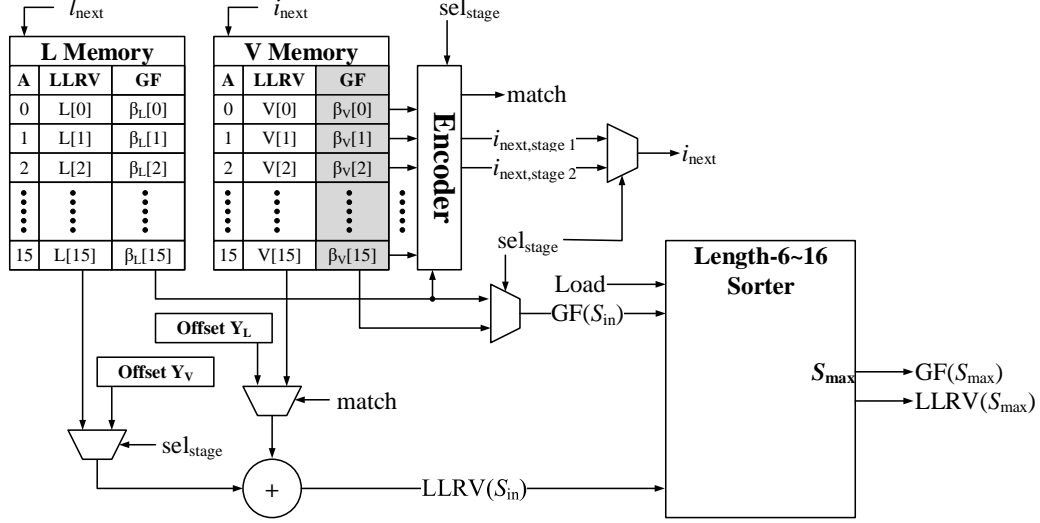 l_next
i_next
sel_stage
L Memory
V Memory
A LLRV GF
A LLRV GF
0 L[0] β_L[0]
0 V[0] β_V[0]
1 L[1] β_L[1]
1 V[1] β_V[1]
2 L[2] β_L[2]
2 V[2] β_V[2]
15 L[15] β_L[15]
15 V[15] β_V[15]
Encoder
match
i_next,stage 1
i_next,stage 2
i_next
sel_stage
Length-6~16
Sorter
Load
GF(S_in)
Offset Y_L
Offset Y_V
match
sel_stage
+
LLRV(S_in)
S_max
GF(S_max)
LLRV(S_max)